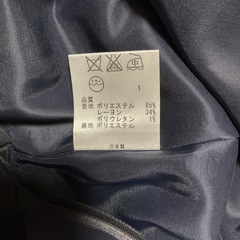 品質
表地 ポリエステル 65%
レーヨン 34%
ポリウレタン 1%
裏地 ポリエステル
日本製